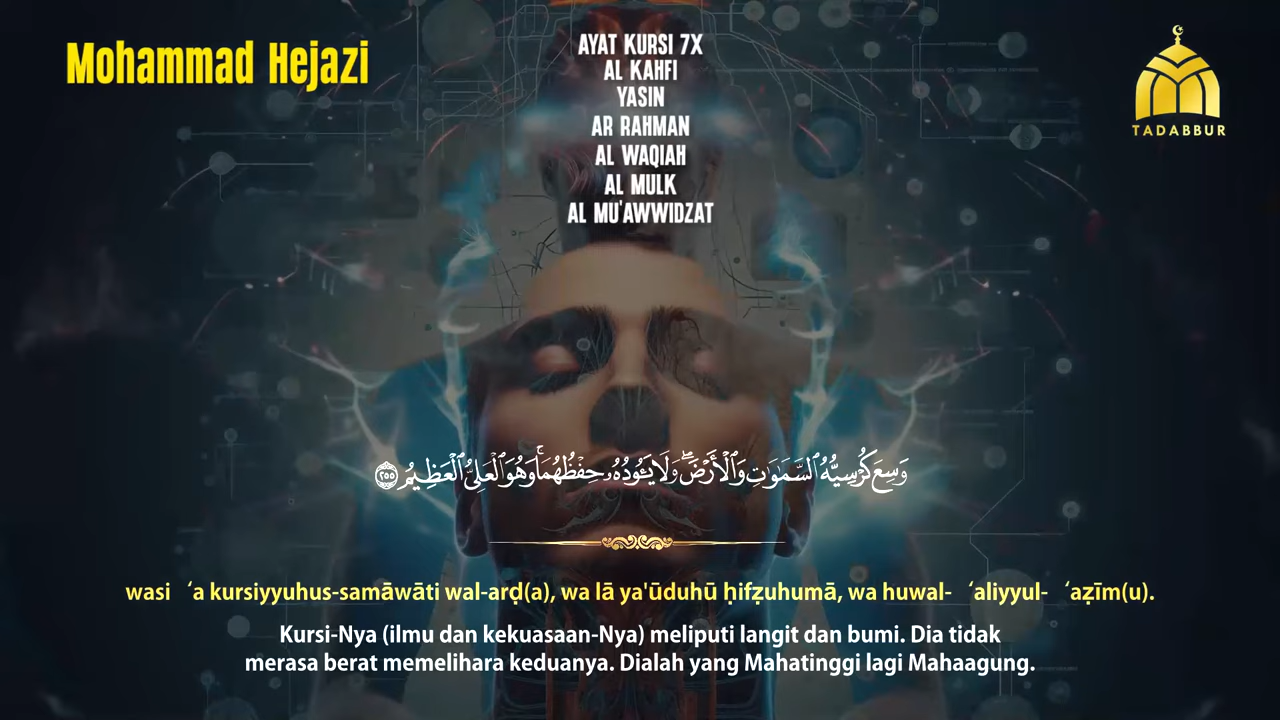 Mohammad Hejazi
AYAT KURSI 7X
AL KAHFI
YASIN
AR RAHMAN
AL WAQIAH
AL MULK
AL MU'AWWIDZAT
TADABBUR
وَسِعَ كُرْسِيُّهُ ٱلسَّمَـٰوَٰتِ وَٱلْأَرْضَ ۖ وَلَا يَـُٔودُهُۥ حِفْظُهُمَا ۚ وَهُوَ ٱلْعَلِىُّ ٱلْعَظِيمُ ٢٥٥
wasi‘a kursiyyuhus-samāwāti wal-arḍ(a), wa lā ya'ūduhū ḥifẓuhumā, wa huwal-‘aliyyul-‘aẓīm(u).
Kursi-Nya (ilmu dan kekuasaan-Nya) meliputi langit dan bumi. Dia tidak
merasa berat memelihara keduanya. Dialah yang Mahatinggi lagi Mahaagung.